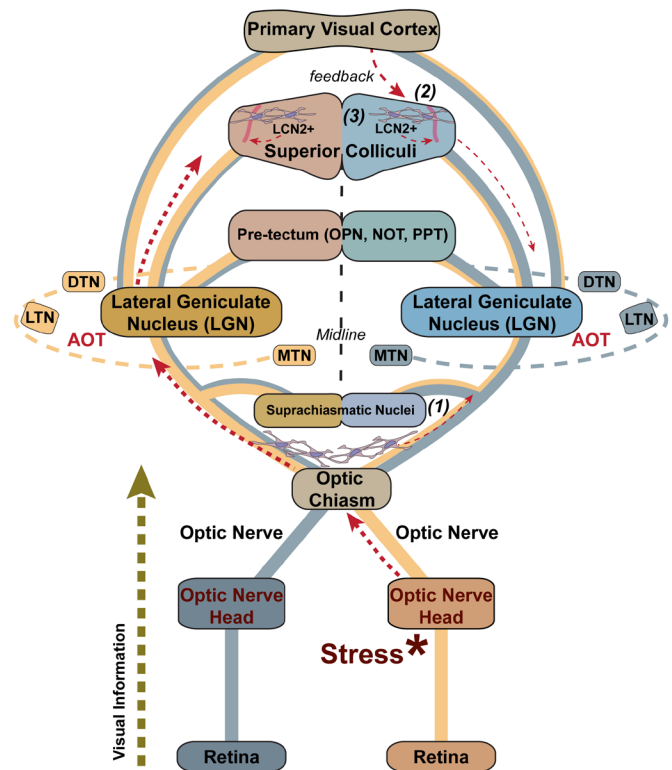 Primary Visual Cortex
feedback
(2)
(3)
LCN2+
LCN2+
Superior Colliculi
Pre-tectum (OPN, NOT, PPT)
DTN
DTN
Lateral Geniculate
Nucleus (LGN)
Lateral Geniculate
Nucleus (LGN)
LTN
LTN
AOT
AOT
Midline
MTN
MTN
Suprachiasmatic Nuclei
(1)
Optic
Chiasm
Optic Nerve
Optic Nerve
Optic Nerve
Head
Optic Nerve
Head
Stress*
Visual Information
Retina
Retina